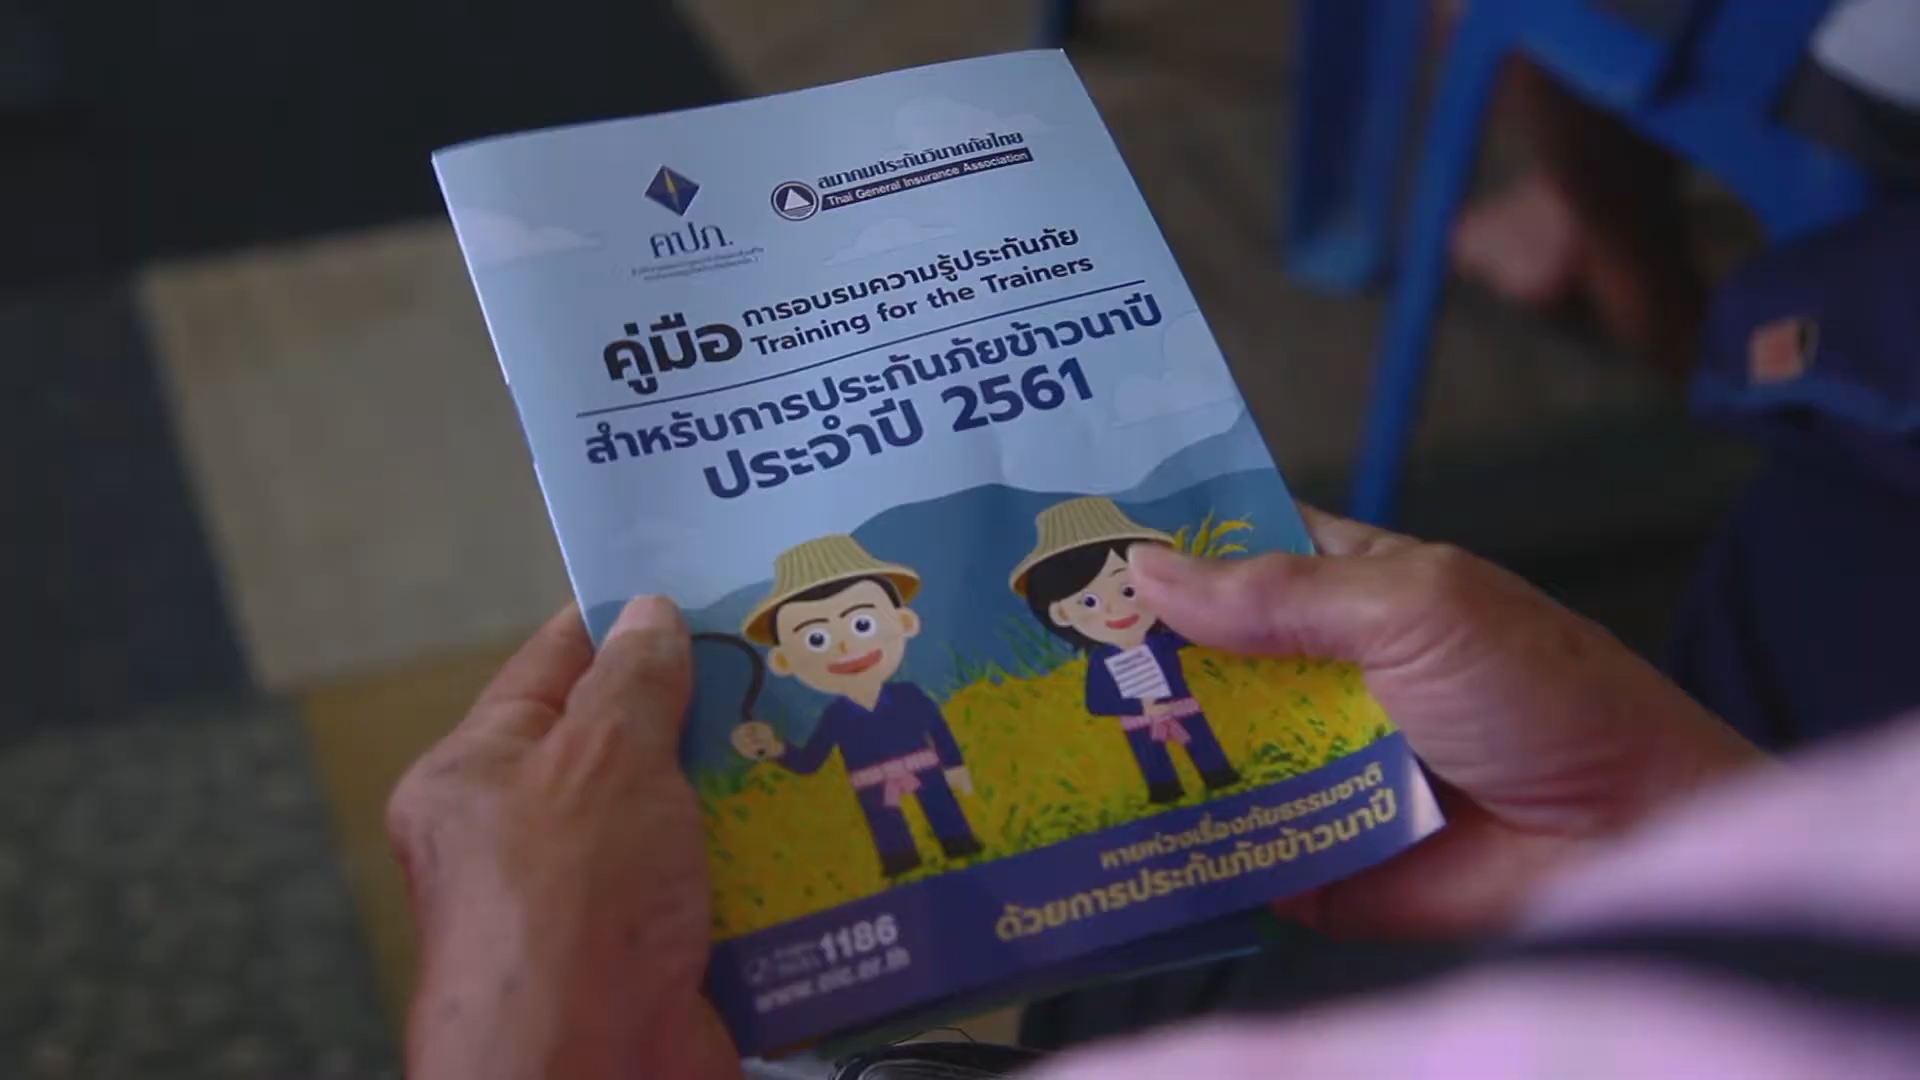 คปภ.
สมาคมประกันวินาศภัยไทย
Thai General Insurance Association
คู่มือ
การอบรมความรู้ประกันภัย
Training for the Trainers
สำหรับการประกันภัยข้าวนาปี
ประจำปี 2561
หายห่วงเรื่องภัยธรรมชาติ
ด้วยการประกันภัยข้าวนาปี
1186
www.oic.or.th